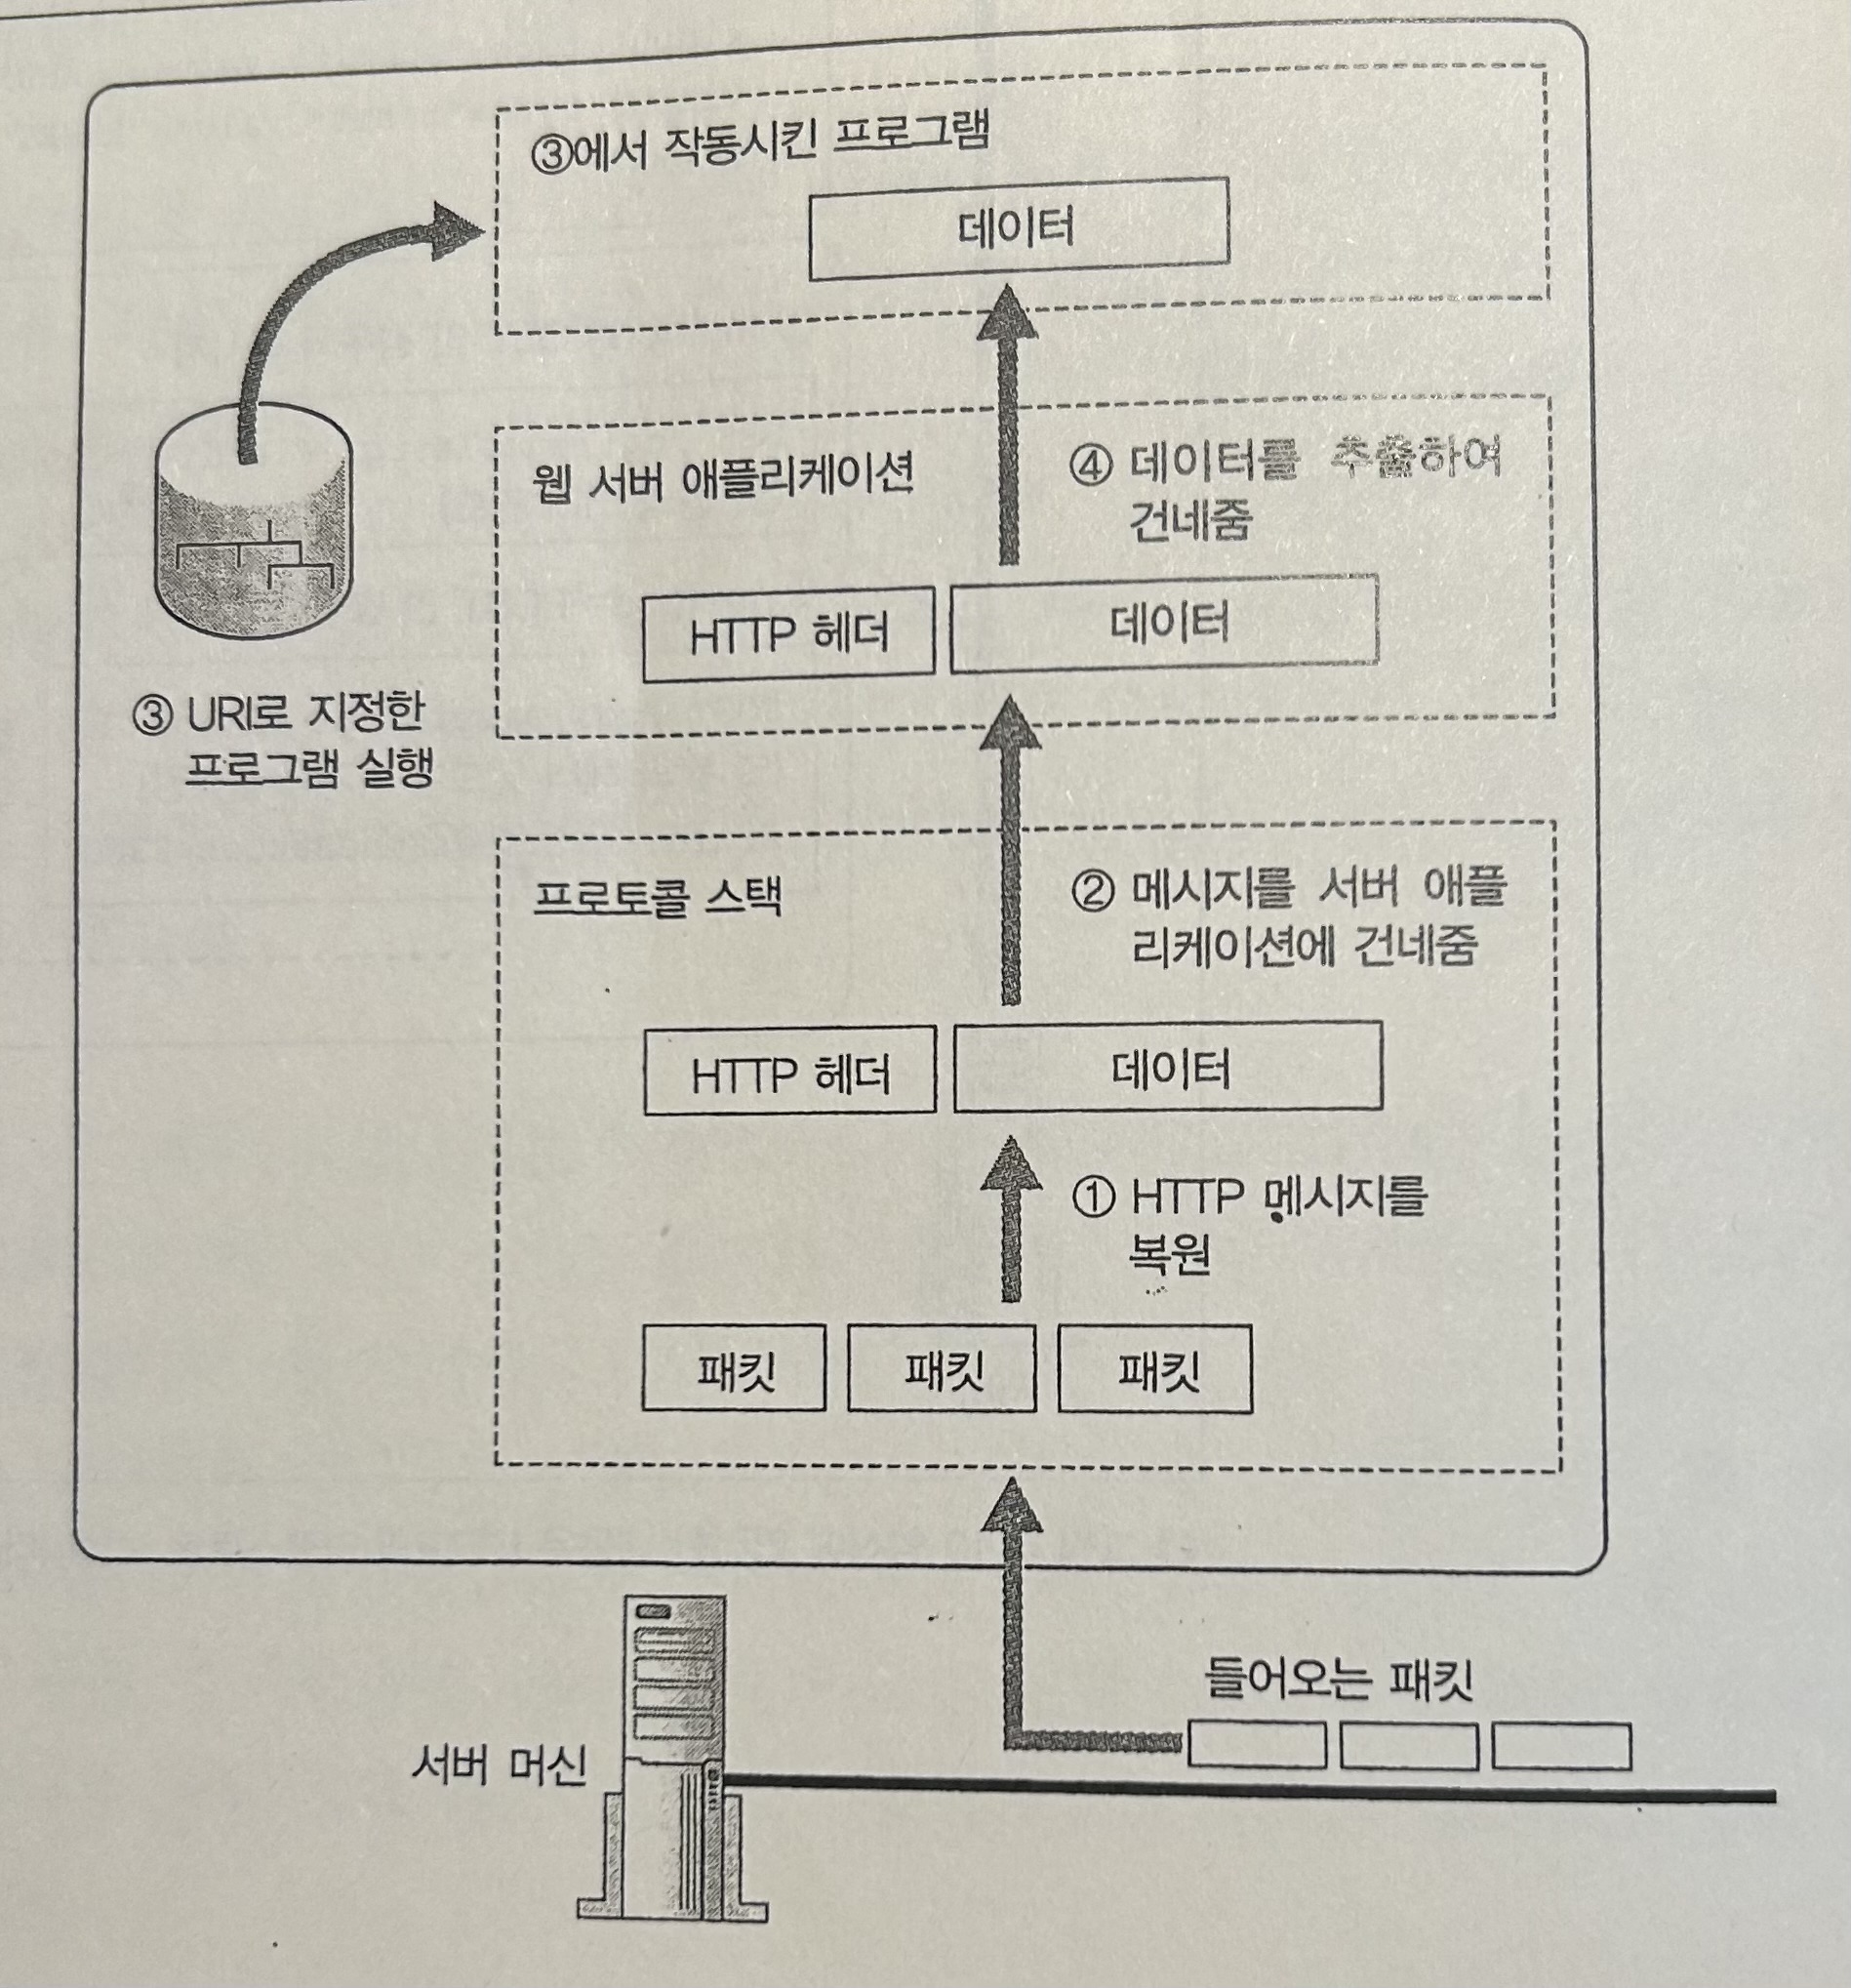 ③에서 작동시킨 프로그램
데이터
웹 서버 애플리케이션
④ 데이터를 추출하여
건네줌
HTTP 헤더
데이터
③ URI로 지정한
프로그램 실행
프로토콜 스택
② 메시지를 서버 애플
리케이션에 건네줌
HTTP 헤더
데이터
① HTTP 메시지를
복원
패킷
패킷
패킷
들어오는 패킷
서버 머신